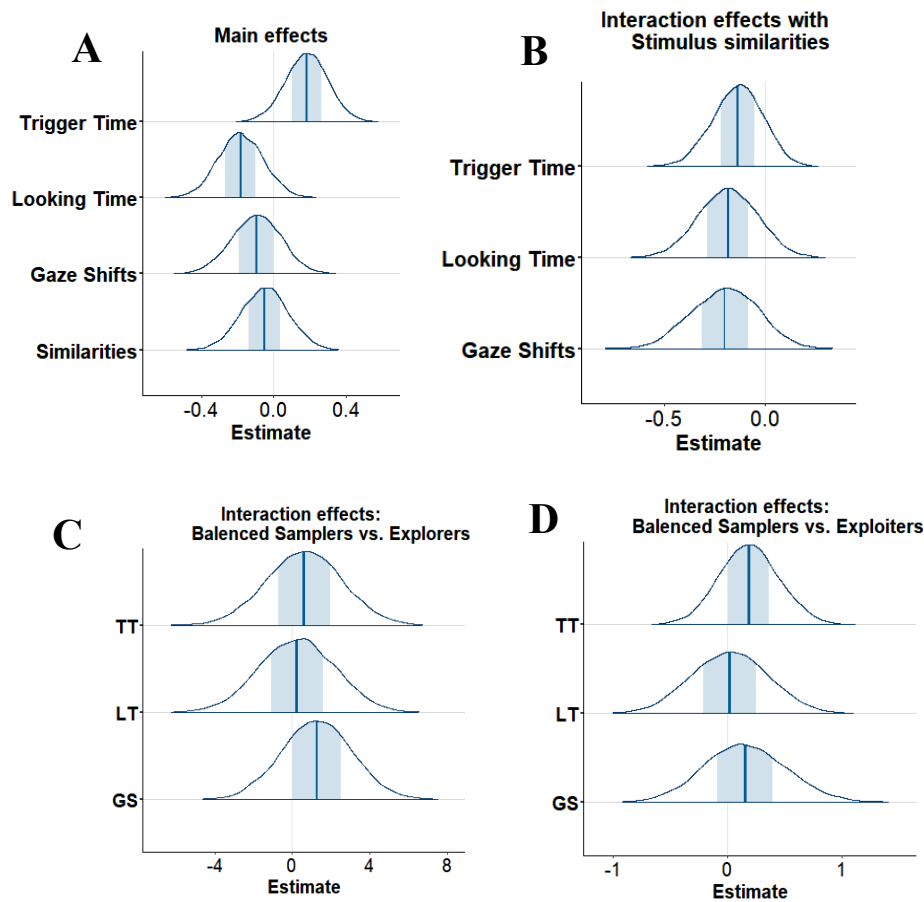 A
Main effects
Trigger Time
Looking Time
Gaze Shifts
Similarities
-0.4 0.0 0.4
Estimate
B
Interaction effects with
Stimulus similarities
Trigger Time
Looking Time
Gaze Shifts
-0.5 0.0
Estimate
C
Interaction effects:
Balenced Samplers vs. Explorers
TT
LT
GS
-4 0 4 8
Estimate
D
Interaction effects:
Balenced Samplers vs. Exploiters
TT
LT
GS
-1 0 1
Estimate